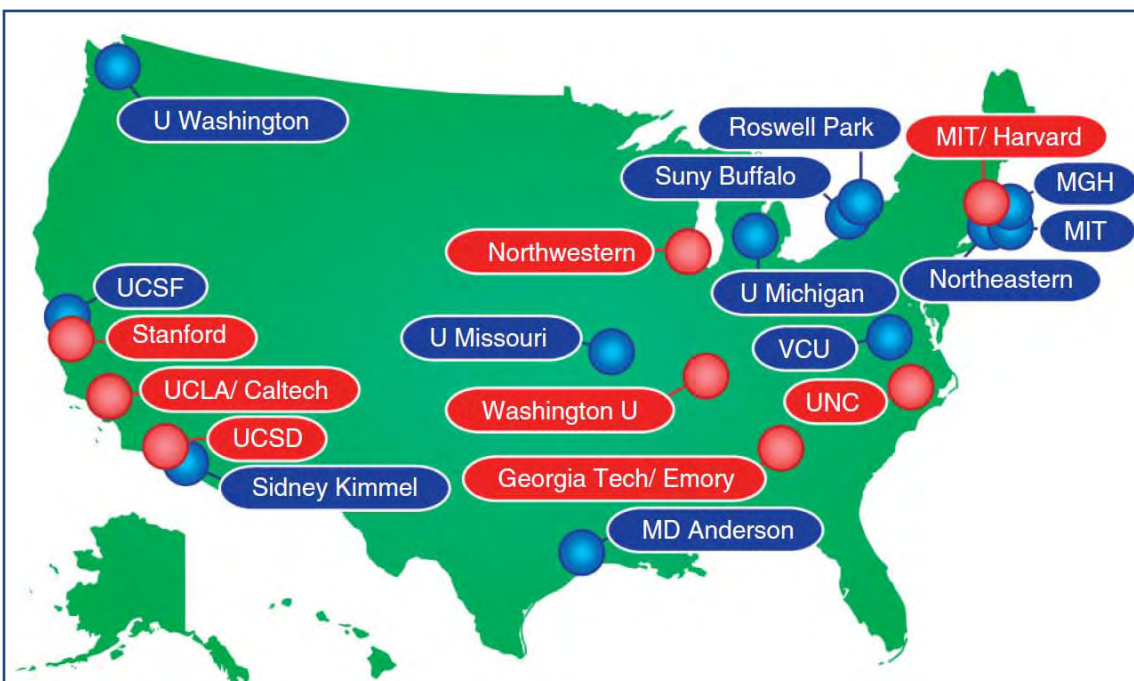 U Washington
Roswell Park
MIT/ Harvard
Suny Buffalo
MGH
MIT
Northwestern
Northeastern
UCSF
U Michigan
Stanford
U Missouri
VCU
UCLA/ Caltech
Washington U
UNC
UCSD
Georgia Tech/ Emory
Sidney Kimmel
MD Anderson